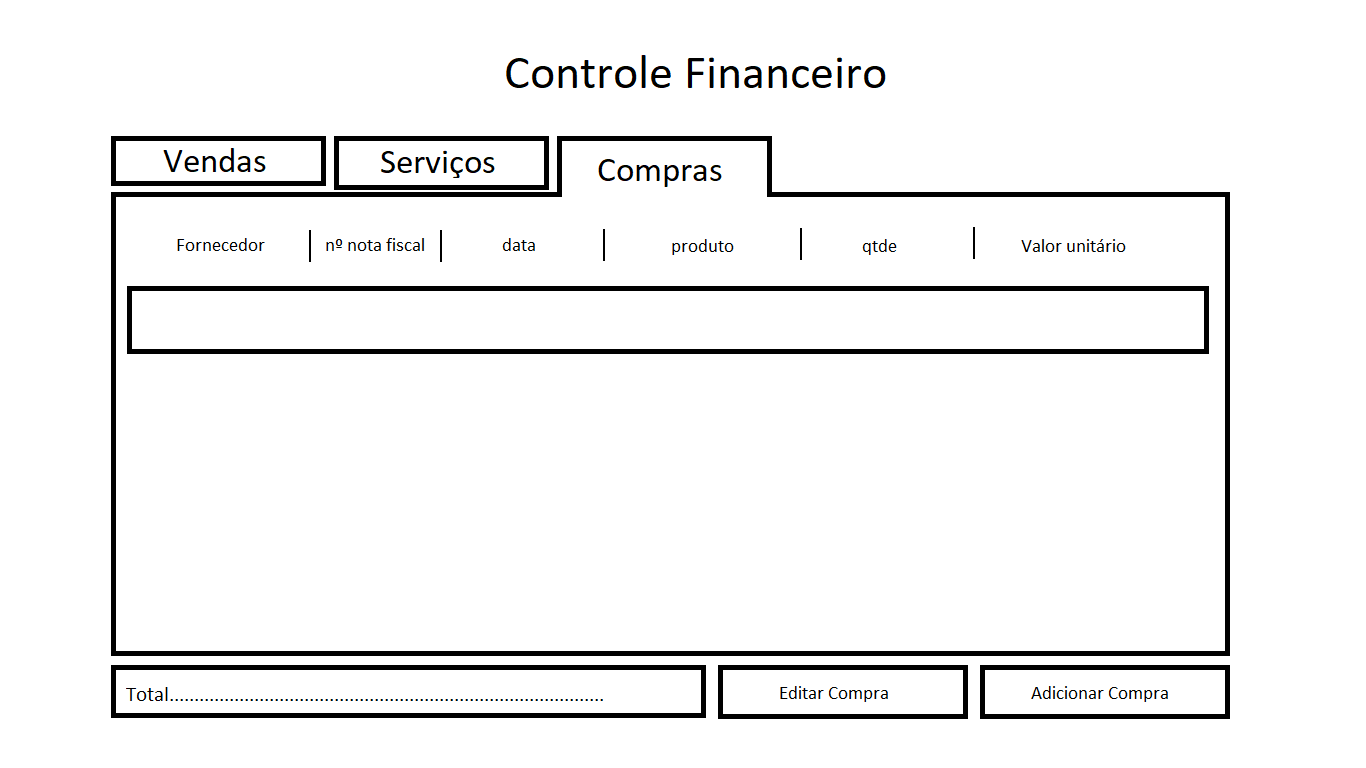 Controle Financeiro
Vendas Serviços Compras
Fornecedor nº nota fiscal data produto qtde Valor unitário
Total.......................................................................................
Editar Compra Adicionar Compra